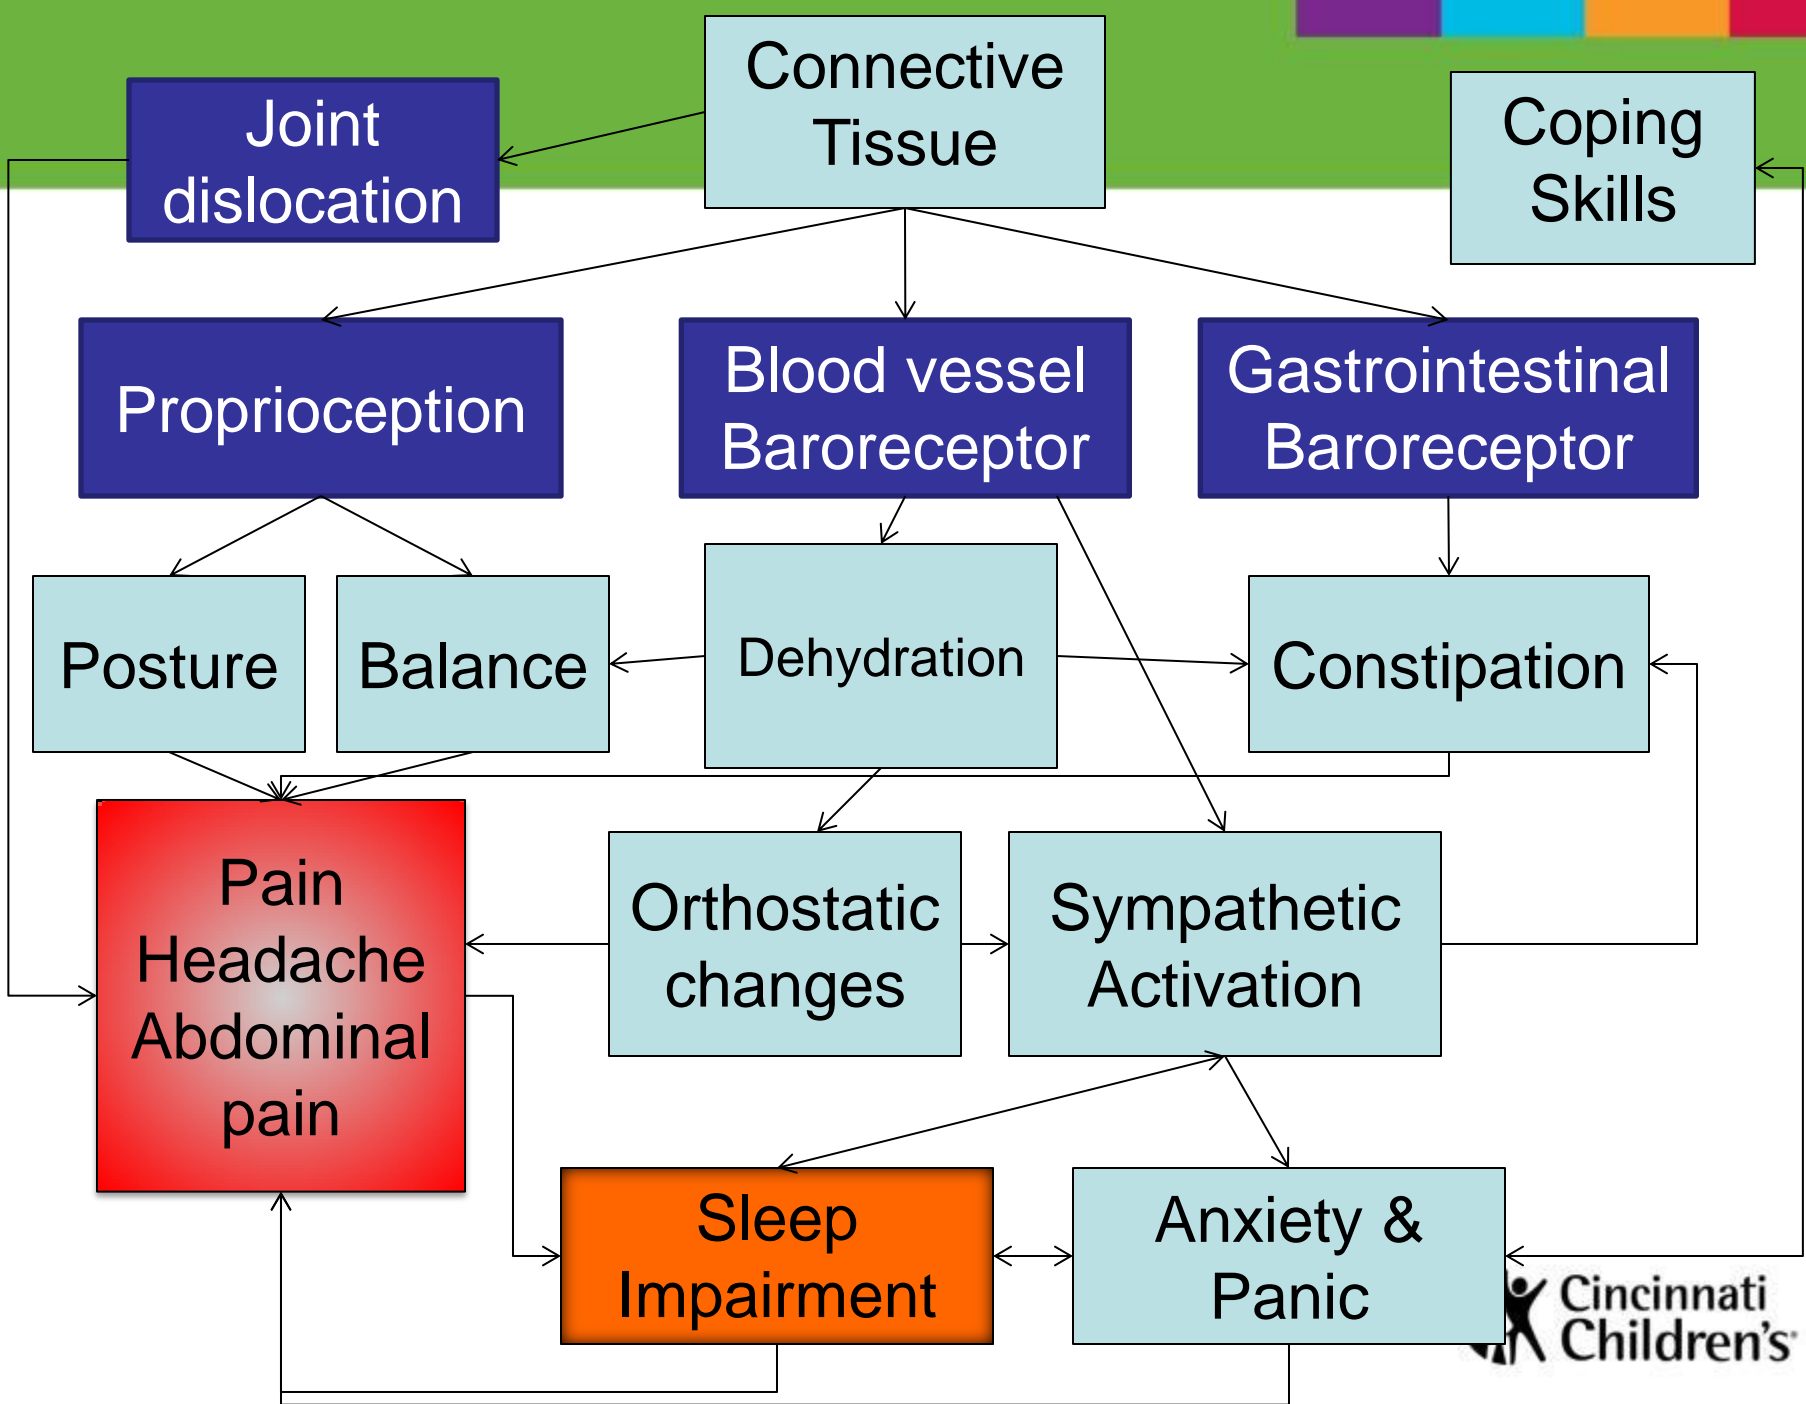 Connective
Tissue
Joint
dislocation
Coping
Skills
Proprioception
Blood vessel
Baroreceptor
Gastrointestinal
Baroreceptor
Posture
Balance
Dehydration
Constipation
Pain
Headache
Abdominal
pain
Orthostatic
changes
Sympathetic
Activation
Sleep
Impairment
Anxiety &
Panic
Cincinnati
Children's